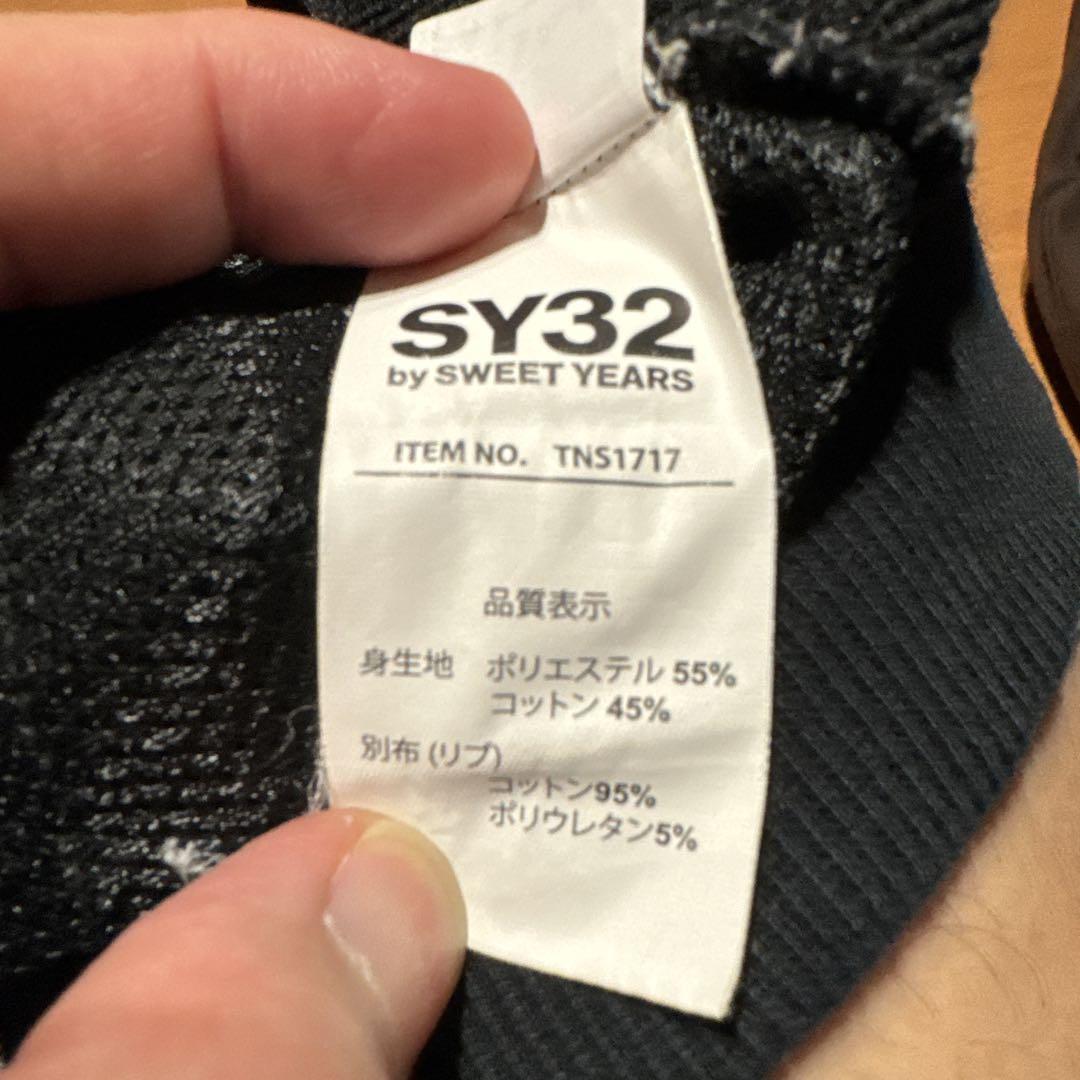 SY32
by SWEET YEARS
ITEM NO. TNS1717
品質表示
身生地 ポリエステル 55%
コットン 45%
別布 (リブ)
コットン95%
ポリウレタン5%